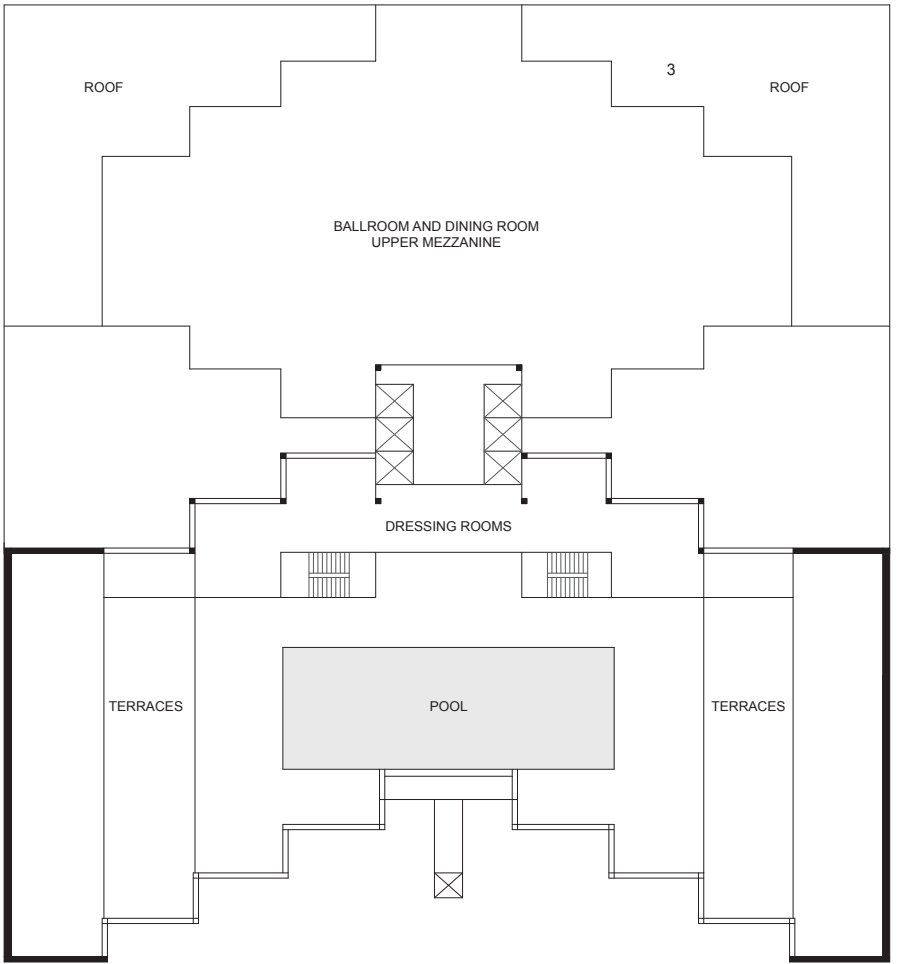 3
ROOF
ROOF
BALLROOM AND DINING ROOM
UPPER MEZZANINE
DRESSING ROOMS
TERRACES
POOL
TERRACES